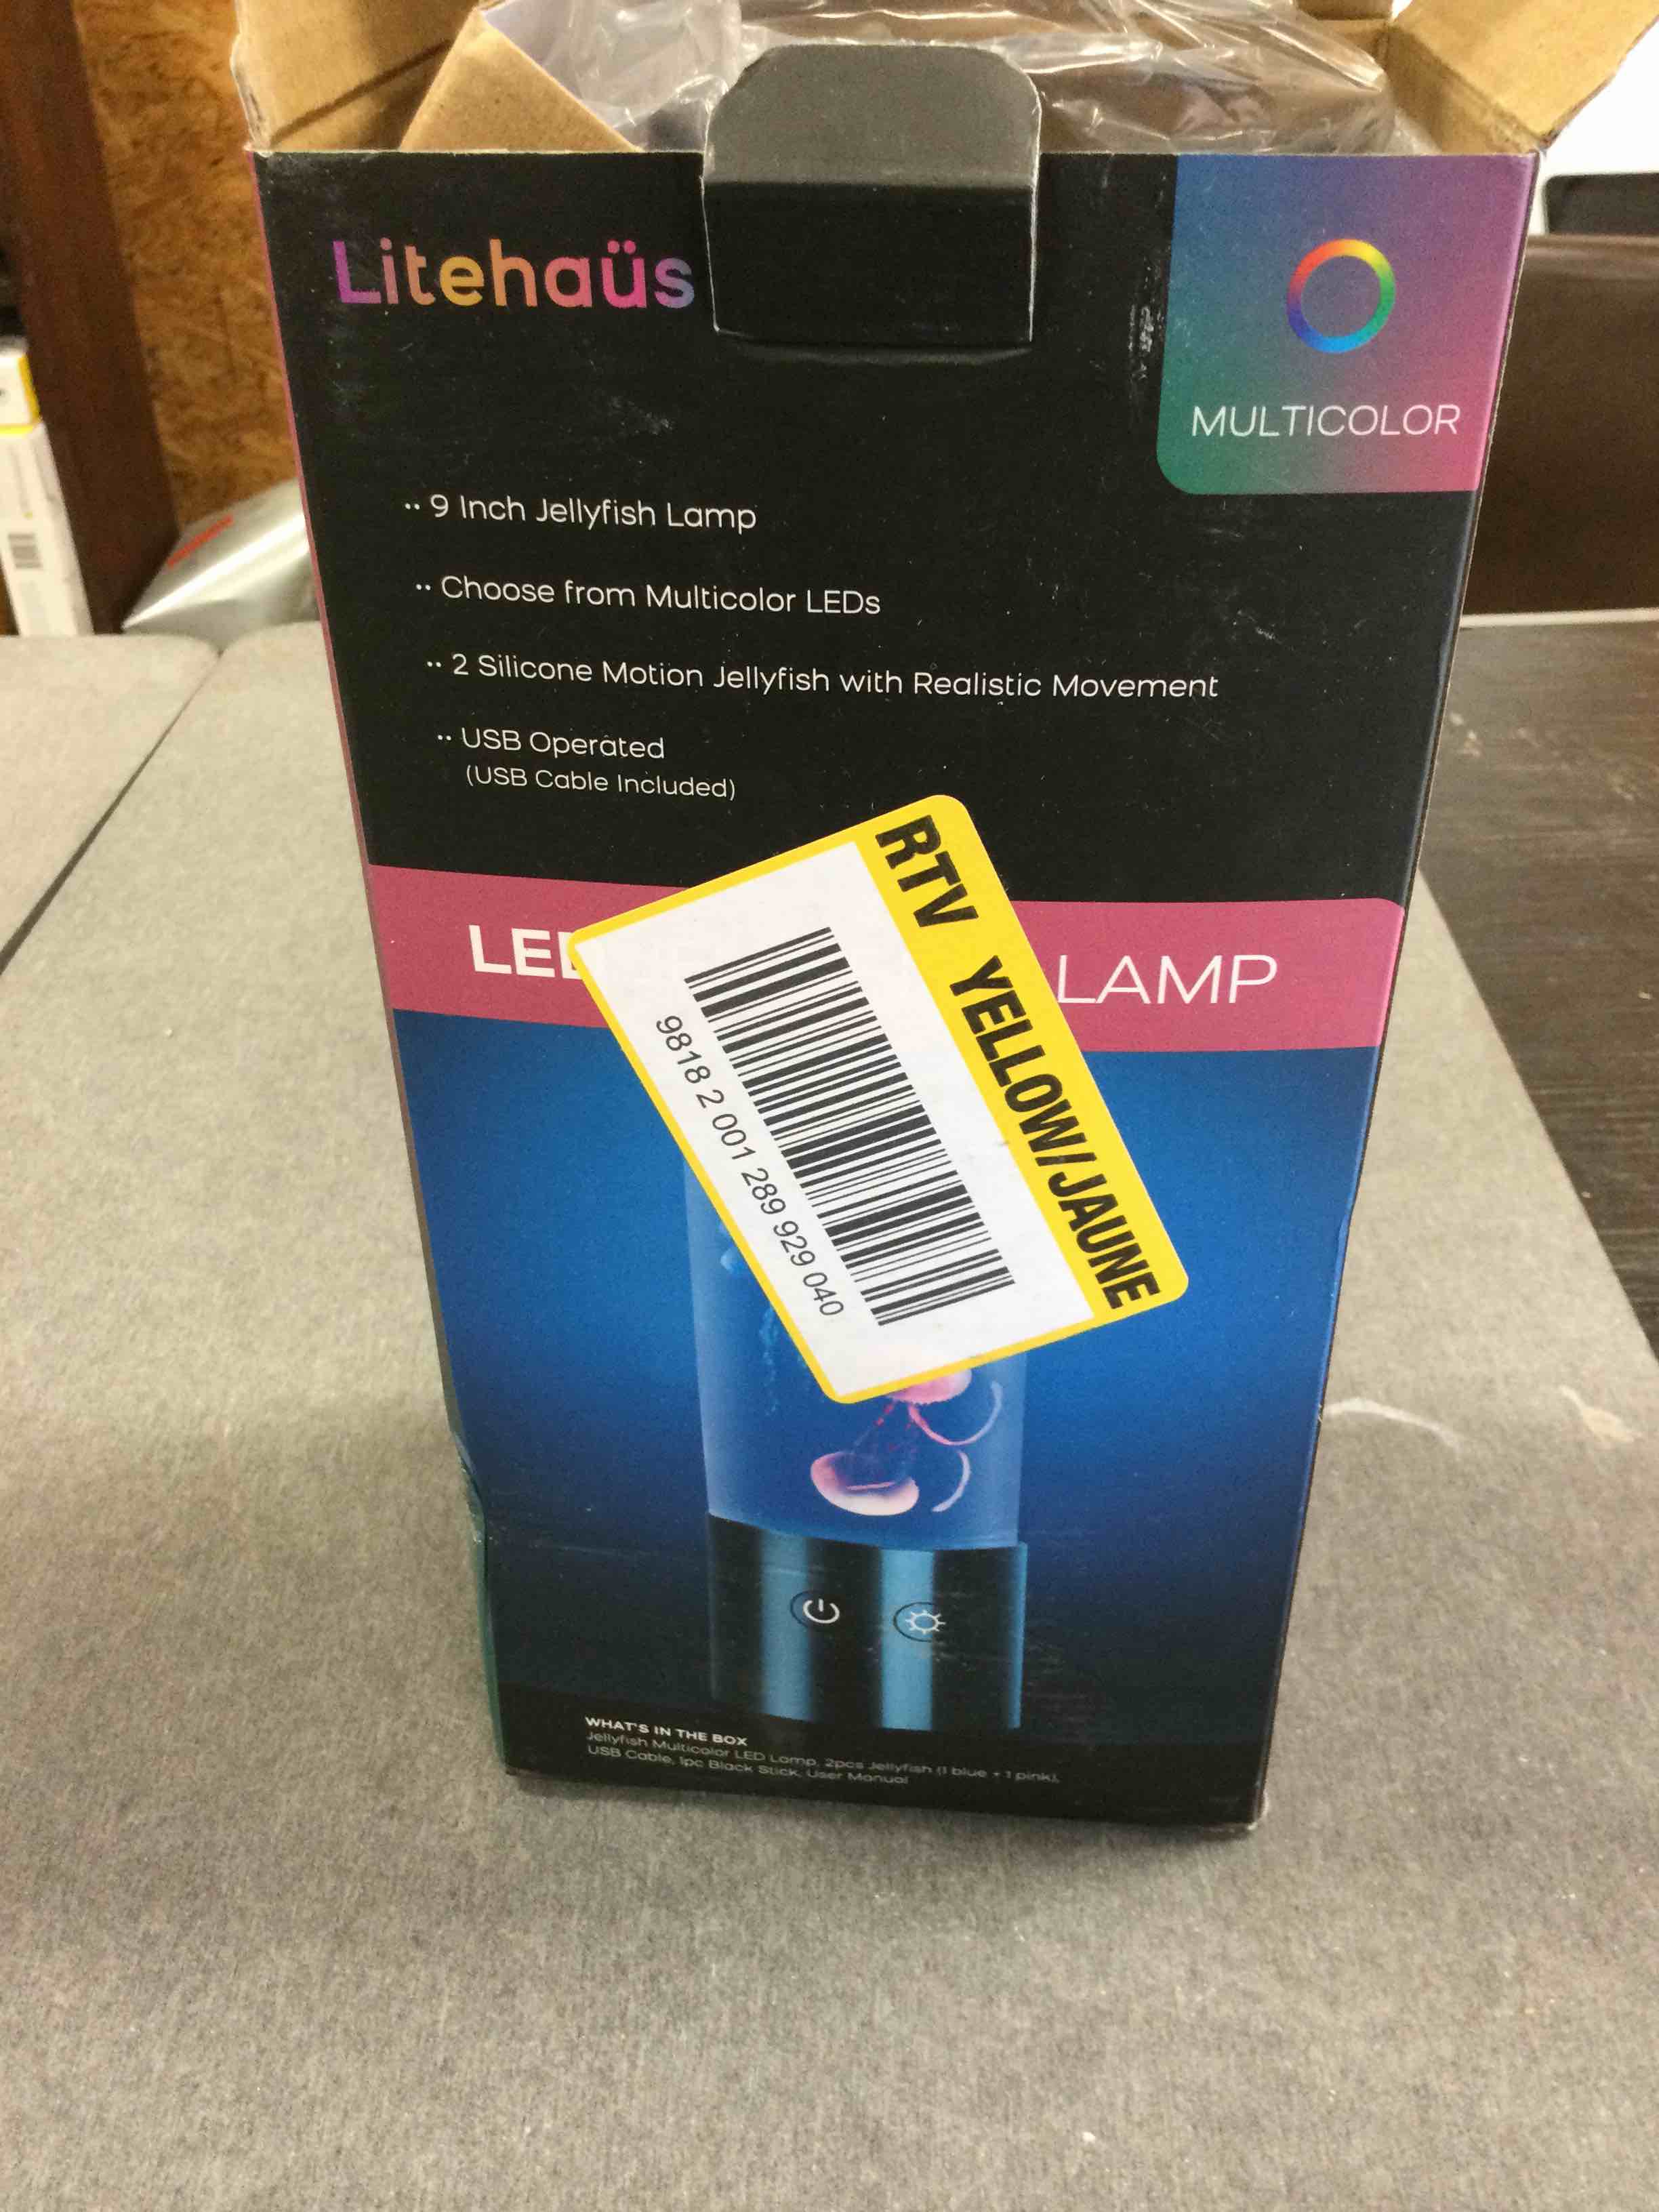 Litehaüs
MULTICOLOR
·· 9 Inch Jellyfish Lamp
·· Choose from Multicolor LEDs
·· 2 Silicone Motion Jellyfish with Realistic Movement
·· USB Operated
(USB Cable Included)
LED
LAMP
RTV YELLOW/JAUNE
9818 2 001 289 929 040
WHAT'S IN THE BOX
Jellyfish Multicolor LED Lamp, 2pcs Jellyfish (1 blue + 1 pink),
USB Cable, 1pc Black Stick, User Manual